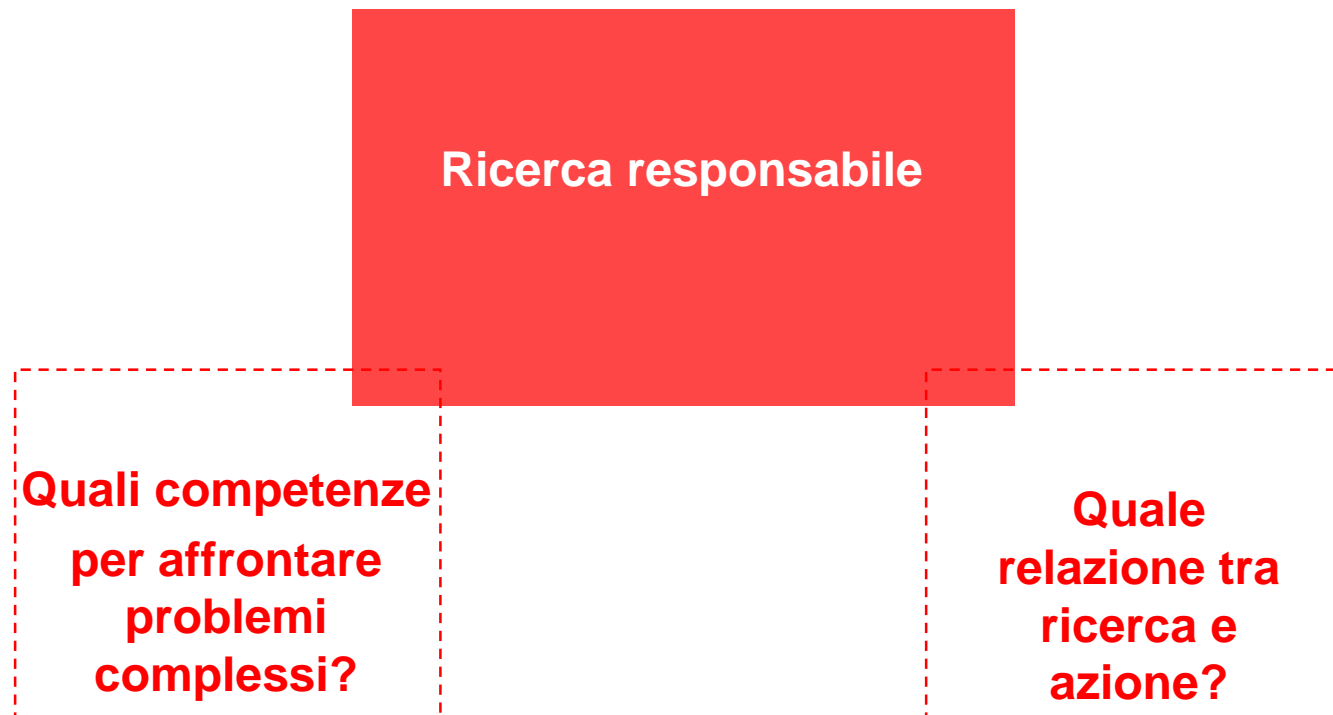 Ricerca responsabile
Quali competenze
per affrontare
problemi
complessi?
Quale
relazione tra
ricerca e
azione?